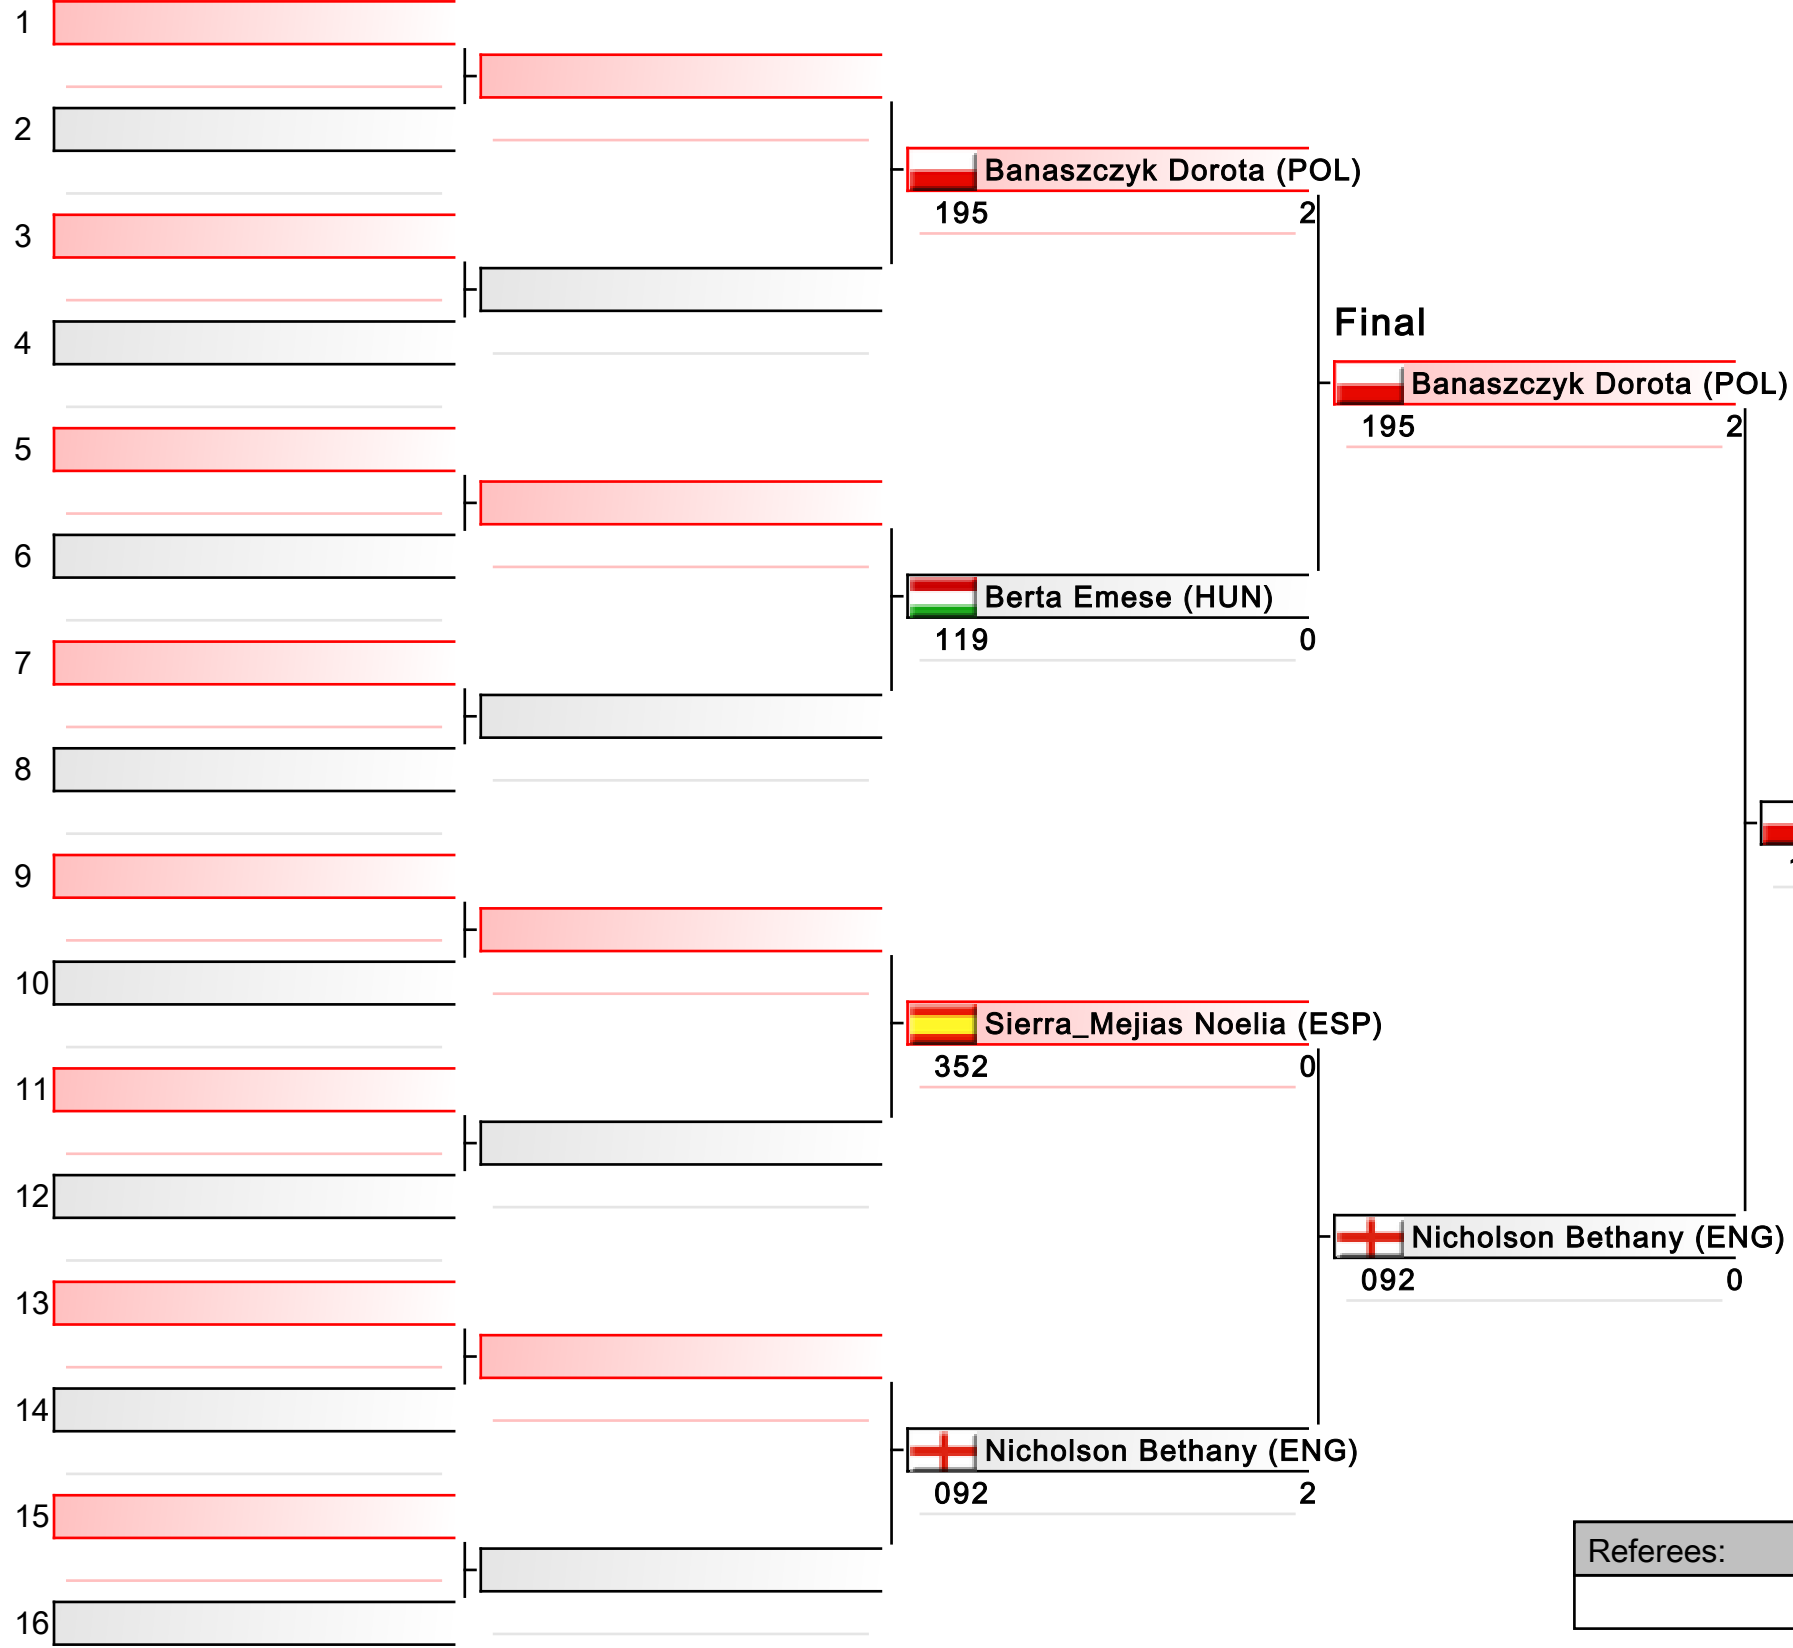 1
2
Banaszczyk Dorota (POL)
195 2
3
Final
4
Banaszczyk Dorota (POL)
195 2
5
6
Berta Emese (HUN)
119 0
7
8
9
10
Sierra_Mejias Noelia (ESP)
352 0
11
12
Nicholson Bethany (ENG)
092 0
13
14
Nicholson Bethany (ENG)
092 2
15
Referees:
16